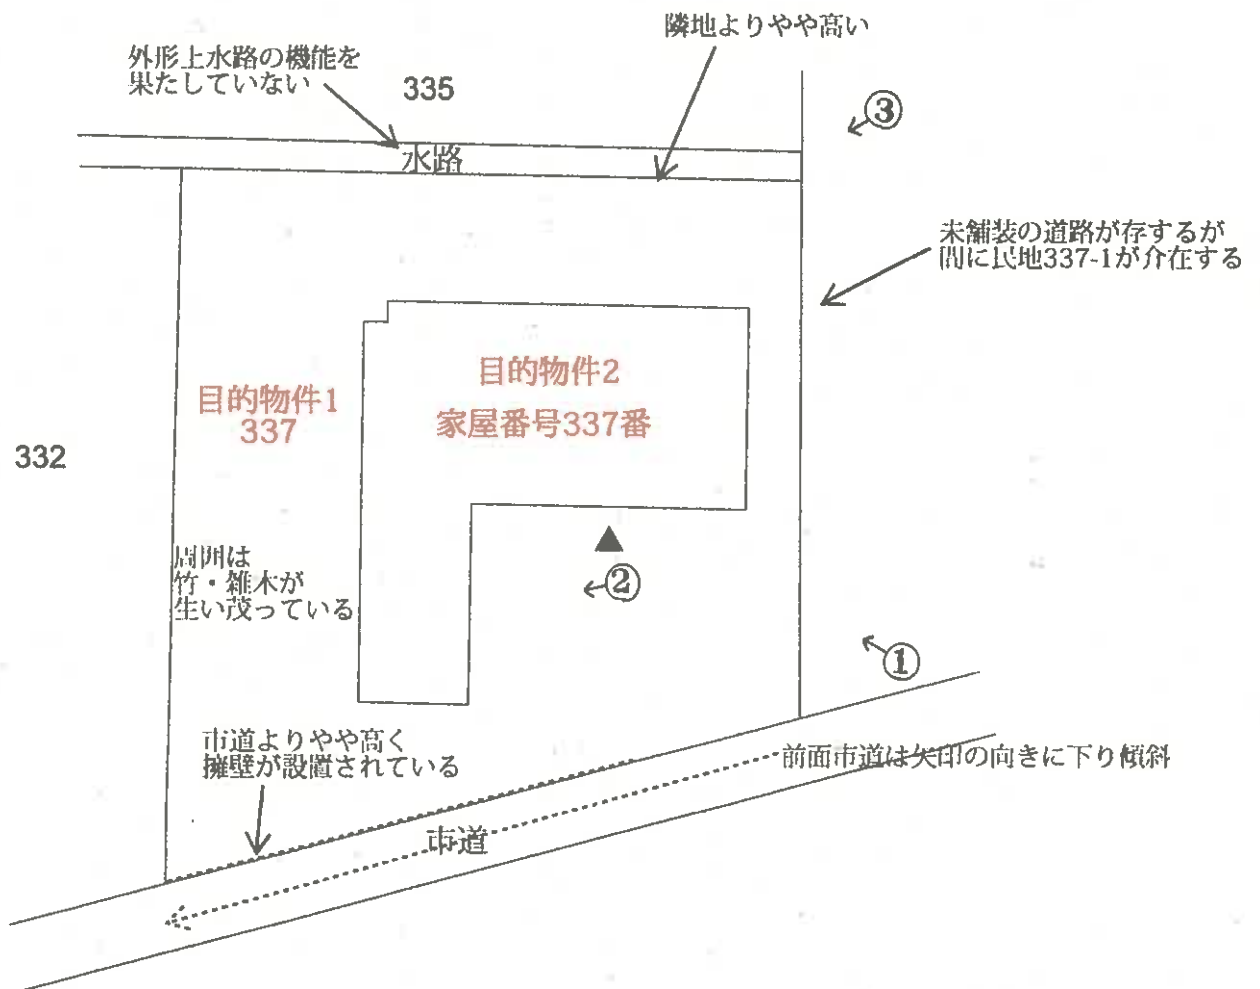 隣地よりやや高い
外形上水路の機能を
果たしていない
335
③
水路
未舗装の道路が存するが
間に民地337-1が介在する
目的物件2
家屋番号337番
目的物件1
337
332
周囲は
竹・雑木が
生い茂っている
②
①
市道よりやや高く
擁壁が設置されている
前面市道は矢印の向きに下り傾斜
市道